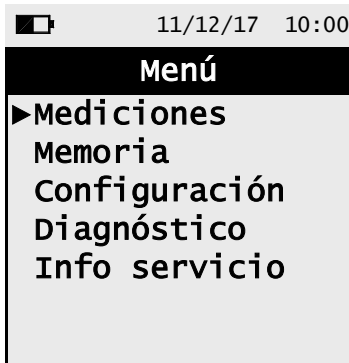 11/12/17 10:00
Menú
►Mediciones
Memoria
Configuración
Diagnóstico
Info servicio